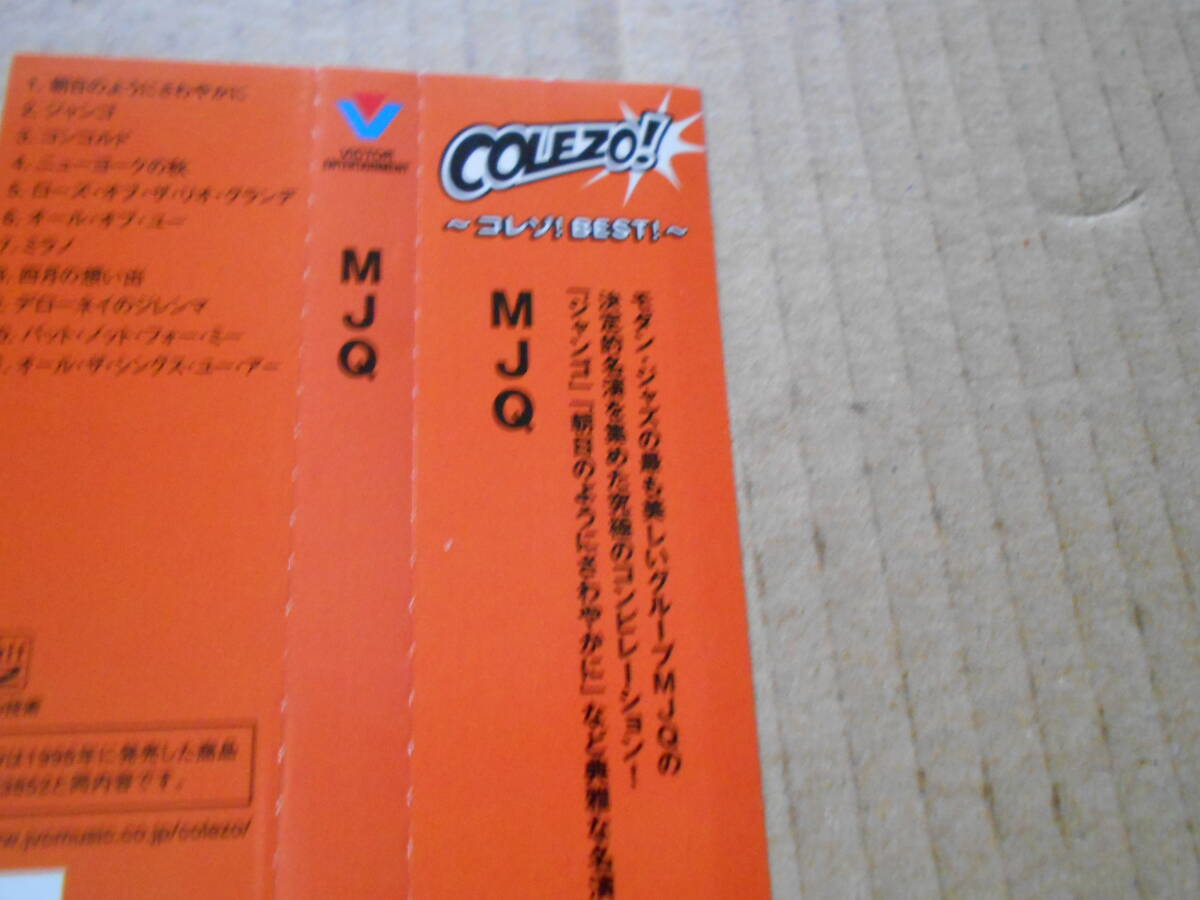 1. 朝日のようにさわやかに
2. ジャンゴ
3. コンコルド
4. ニューヨークの秋
5. ローズ・オブ・ザ・リオ・グランデ
6. オール・オブ・ユー
7. ミラノ
8. 四月の想い出
. デローネイのジレンマ
. バット・ノット・フォー・ミー
. オール・ザ・シングス・ユー・アー
は1996年に発売した商品
3852と同内容です。
w.jvcmusic.co.jp/colezo/
VICTOR
ENTERTAINMENT
MJQ
COLEZO!
～コレゾ! BEST!～
MJQ
モダン・ジャズの最も美しいグループMJQの
決定的名演を集めた究極のコンピレーション!
『ジャンゴ』『朝日のようにさわやかに』など典雅な名演